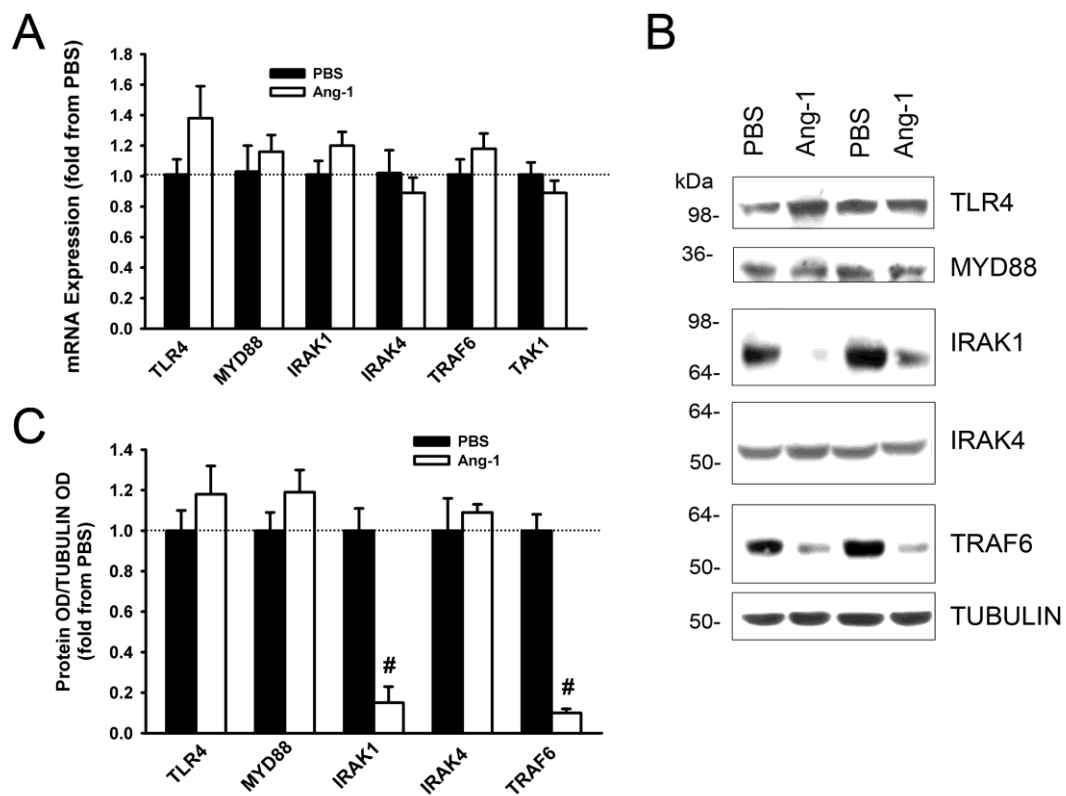 A
mRNA Expression (fold from PBS)
1.8
1.6
1.4
1.2
1.0
0.8
0.6
0.4
0.2
0.0
PBS
Ang-1
TLR4
MYD88
IRAK1
IRAK4
TRAF6
TAK1
B
PBS
Ang-1
PBS
Ang-1
kDa
98-
TLR4
36-
MYD88
98-
IRAK1
64-
64-
IRAK4
50-
64-
TRAF6
50-
50-
TUBULIN
C
Protein OD/TUBULIN OD
(fold from PBS)
1.4
1.2
1.0
0.8
0.6
0.4
0.2
0.0
PBS
Ang-1
#
#
TLR4
MYD88
IRAK1
IRAK4
TRAF6